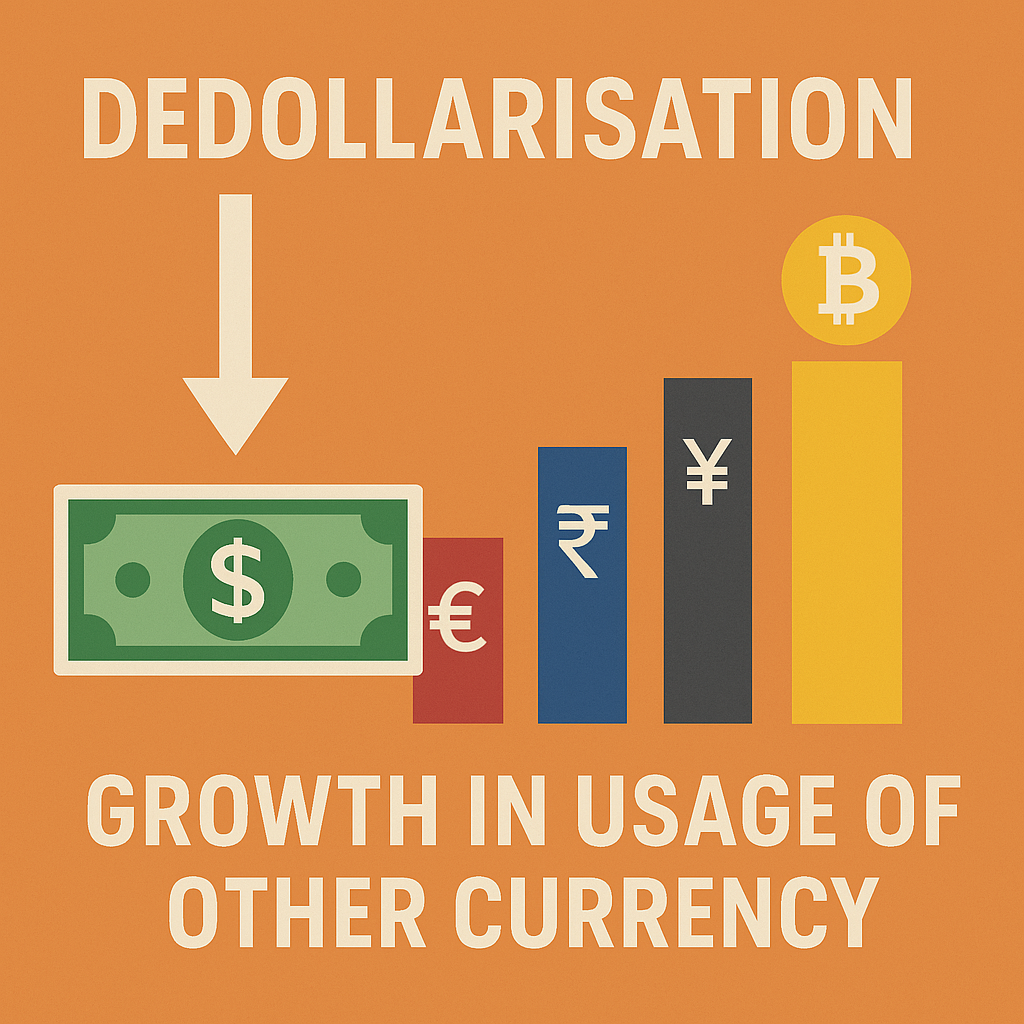 DEDOLLARISATION
₿
¥
₹
$
€
GROWTH IN USAGE OF
OTHER CURRENCY